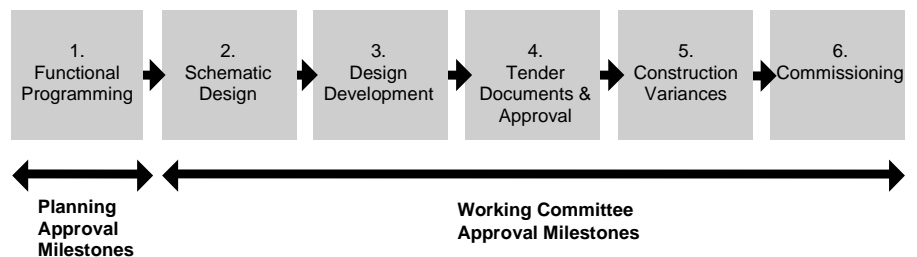 1.
Functional
Programming
2.
Schematic
Design
3.
Design
Development
4.
Tender
Documents &
Approval
5.
Construction
Variances
6.
Commissioning
Planning
Approval
Milestones
Working Committee
Approval Milestones